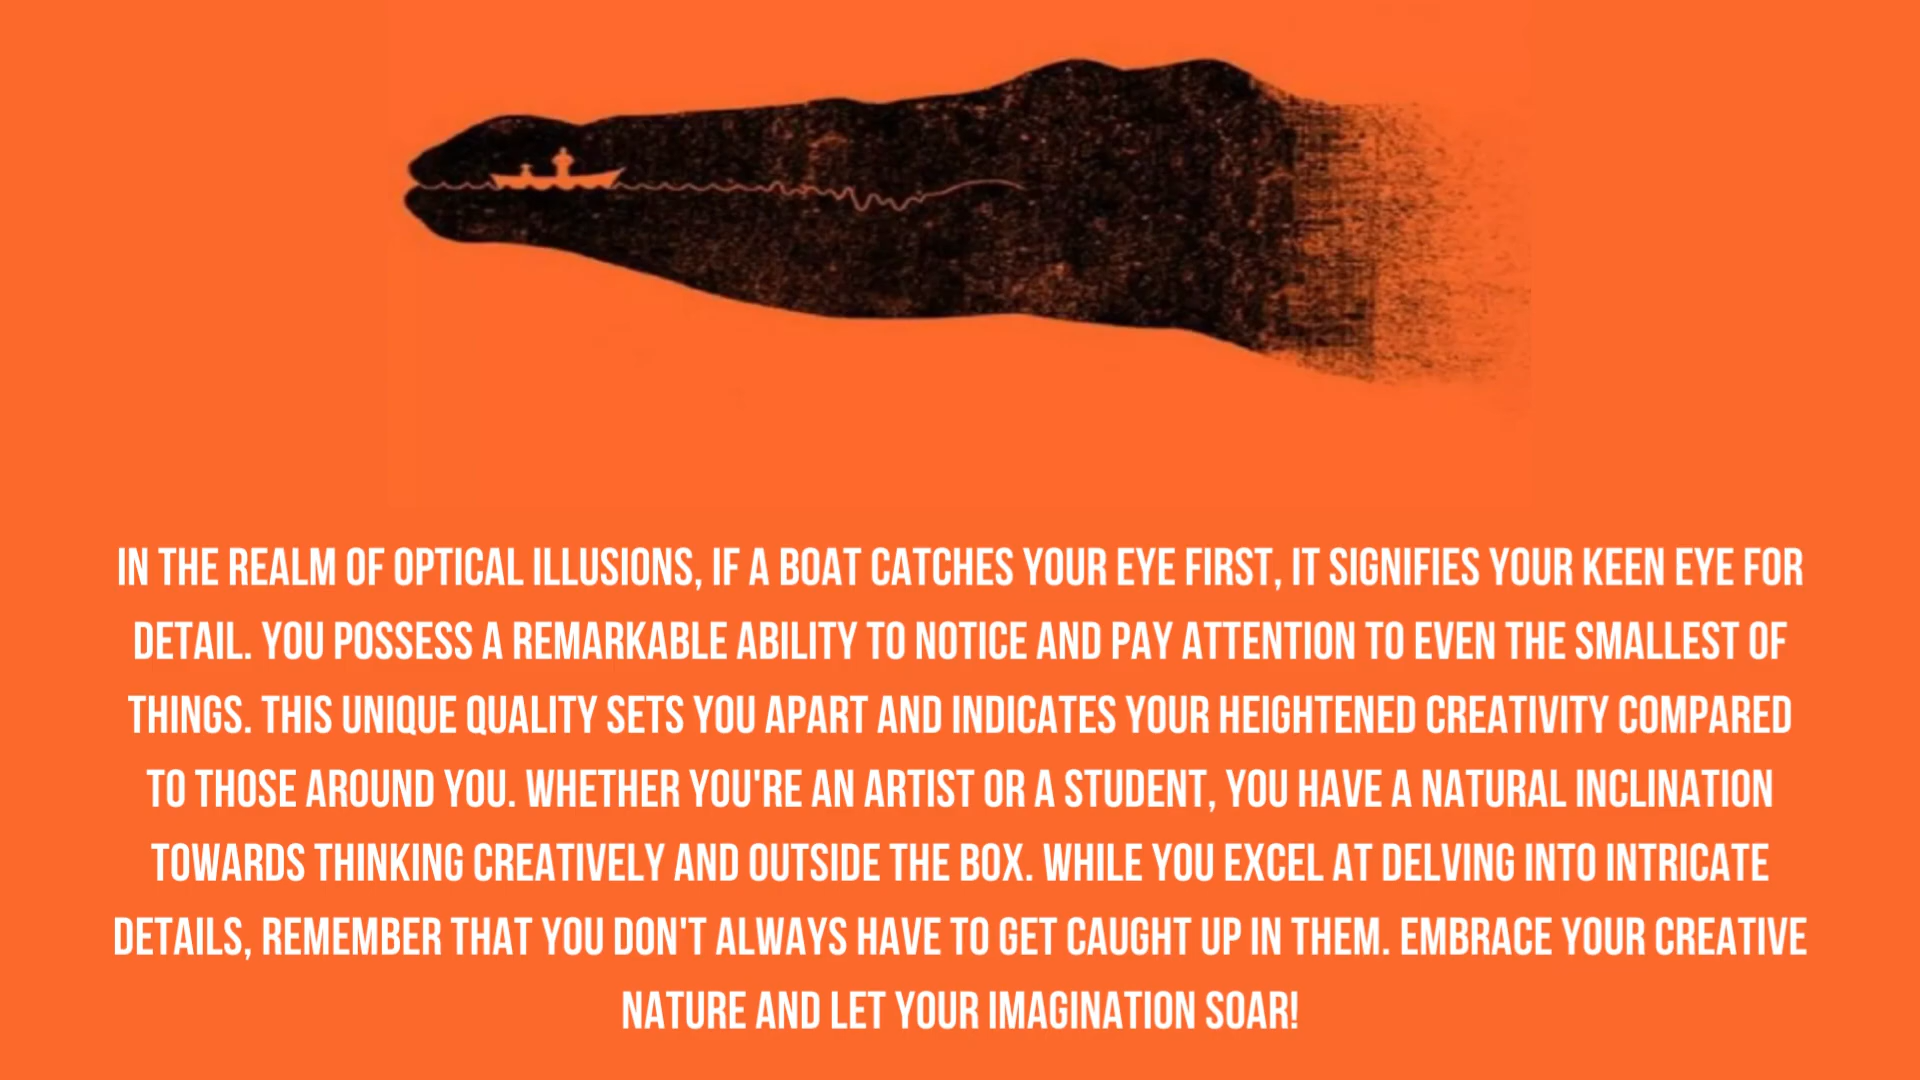 IN THE REALM OF OPTICAL ILLUSIONS, IF A BOAT CATCHES YOUR EYE FIRST, IT SIGNIFIES YOUR KEEN EYE FOR
DETAIL. YOU POSSESS A REMARKABLE ABILITY TO NOTICE AND PAY ATTENTION TO EVEN THE SMALLEST OF
THINGS. THIS UNIQUE QUALITY SETS YOU APART AND INDICATES YOUR HEIGHTENED CREATIVITY COMPARED
TO THOSE AROUND YOU. WHETHER YOU'RE AN ARTIST OR A STUDENT, YOU HAVE A NATURAL INCLINATION
TOWARDS THINKING CREATIVELY AND OUTSIDE THE BOX. WHILE YOU EXCEL AT DELVING INTO INTRICATE
DETAILS, REMEMBER THAT YOU DON'T ALWAYS HAVE TO GET CAUGHT UP IN THEM. EMBRACE YOUR CREATIVE
NATURE AND LET YOUR IMAGINATION SOAR!